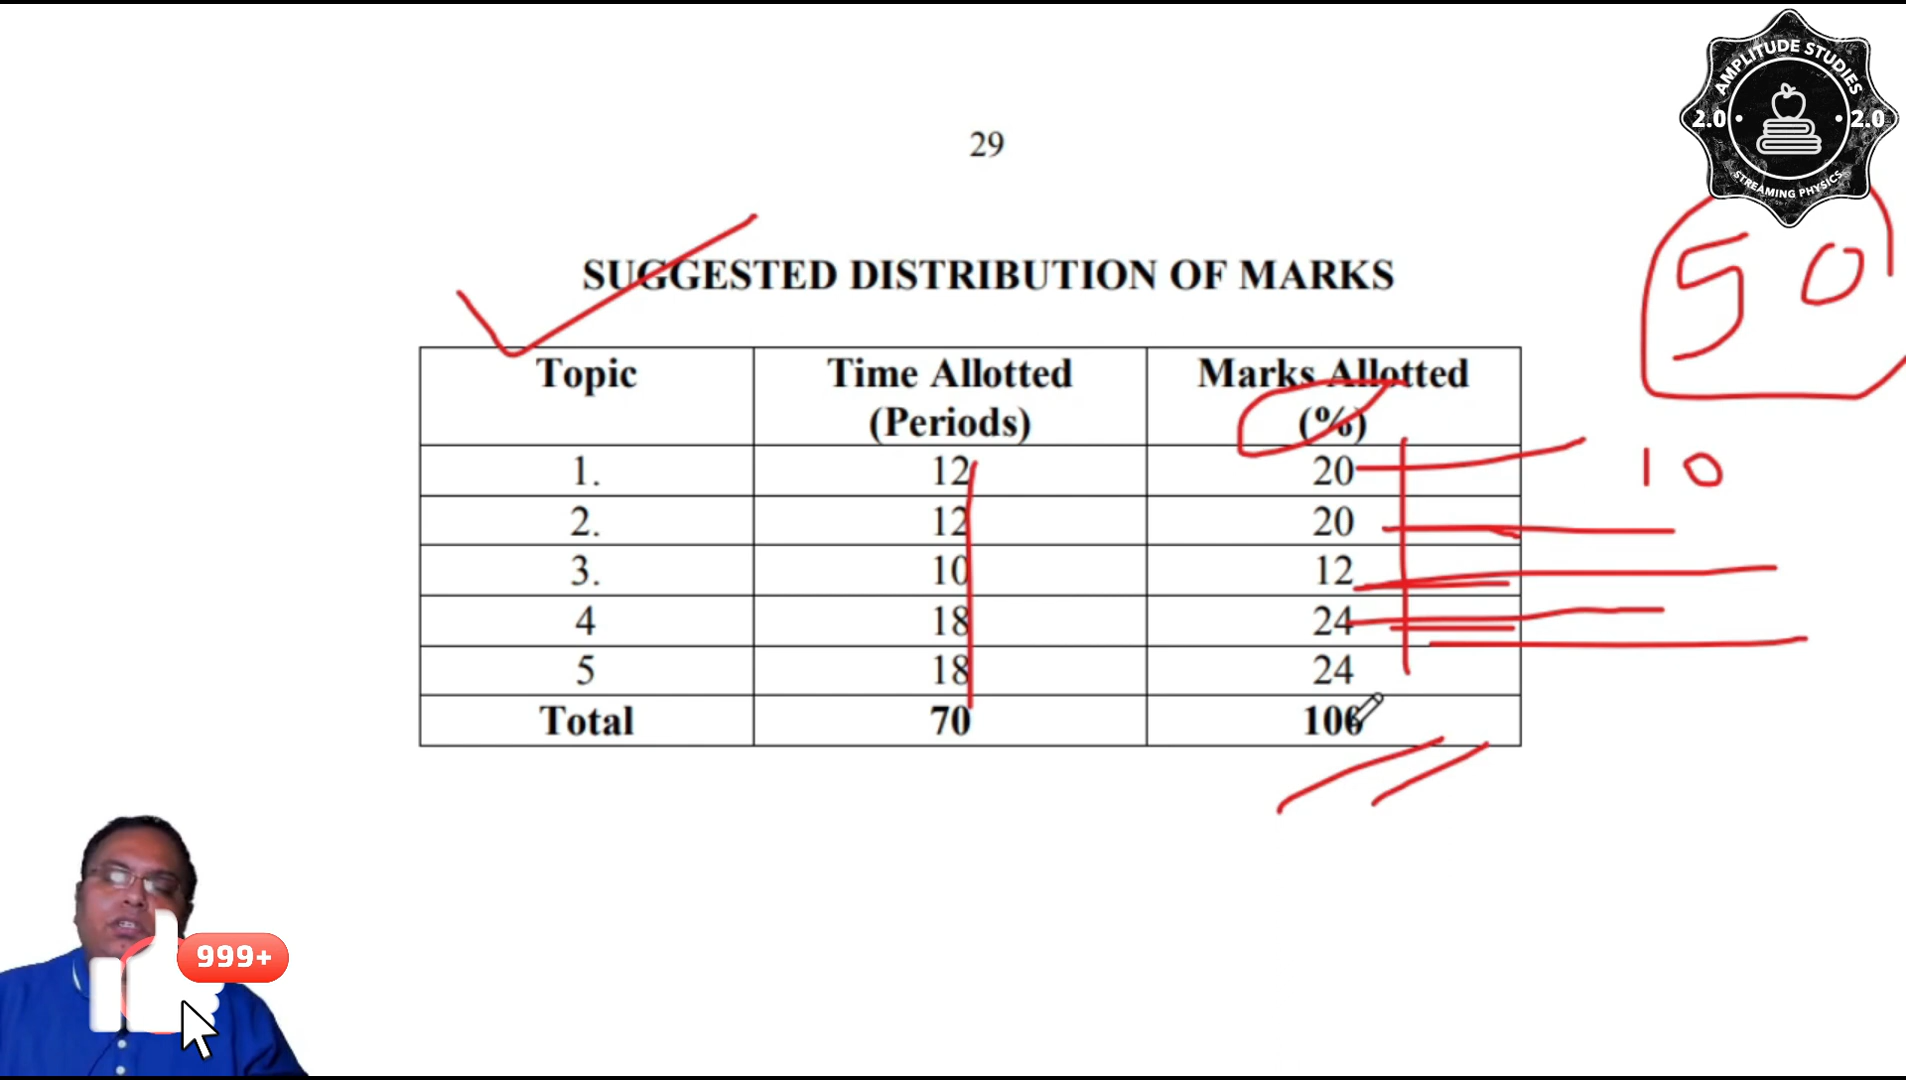 AMPLITUDE STUDIES
2.0 2.0
STREAMING PHYSICS
29
SUGGESTED DISTRIBUTION OF MARKS
50
Topic Time Allotted (Periods) Marks Allotted (%)
1. 12 20 10
2. 12 20
3. 10 12
4 18 24
5 18 24
Total 70 100
999+